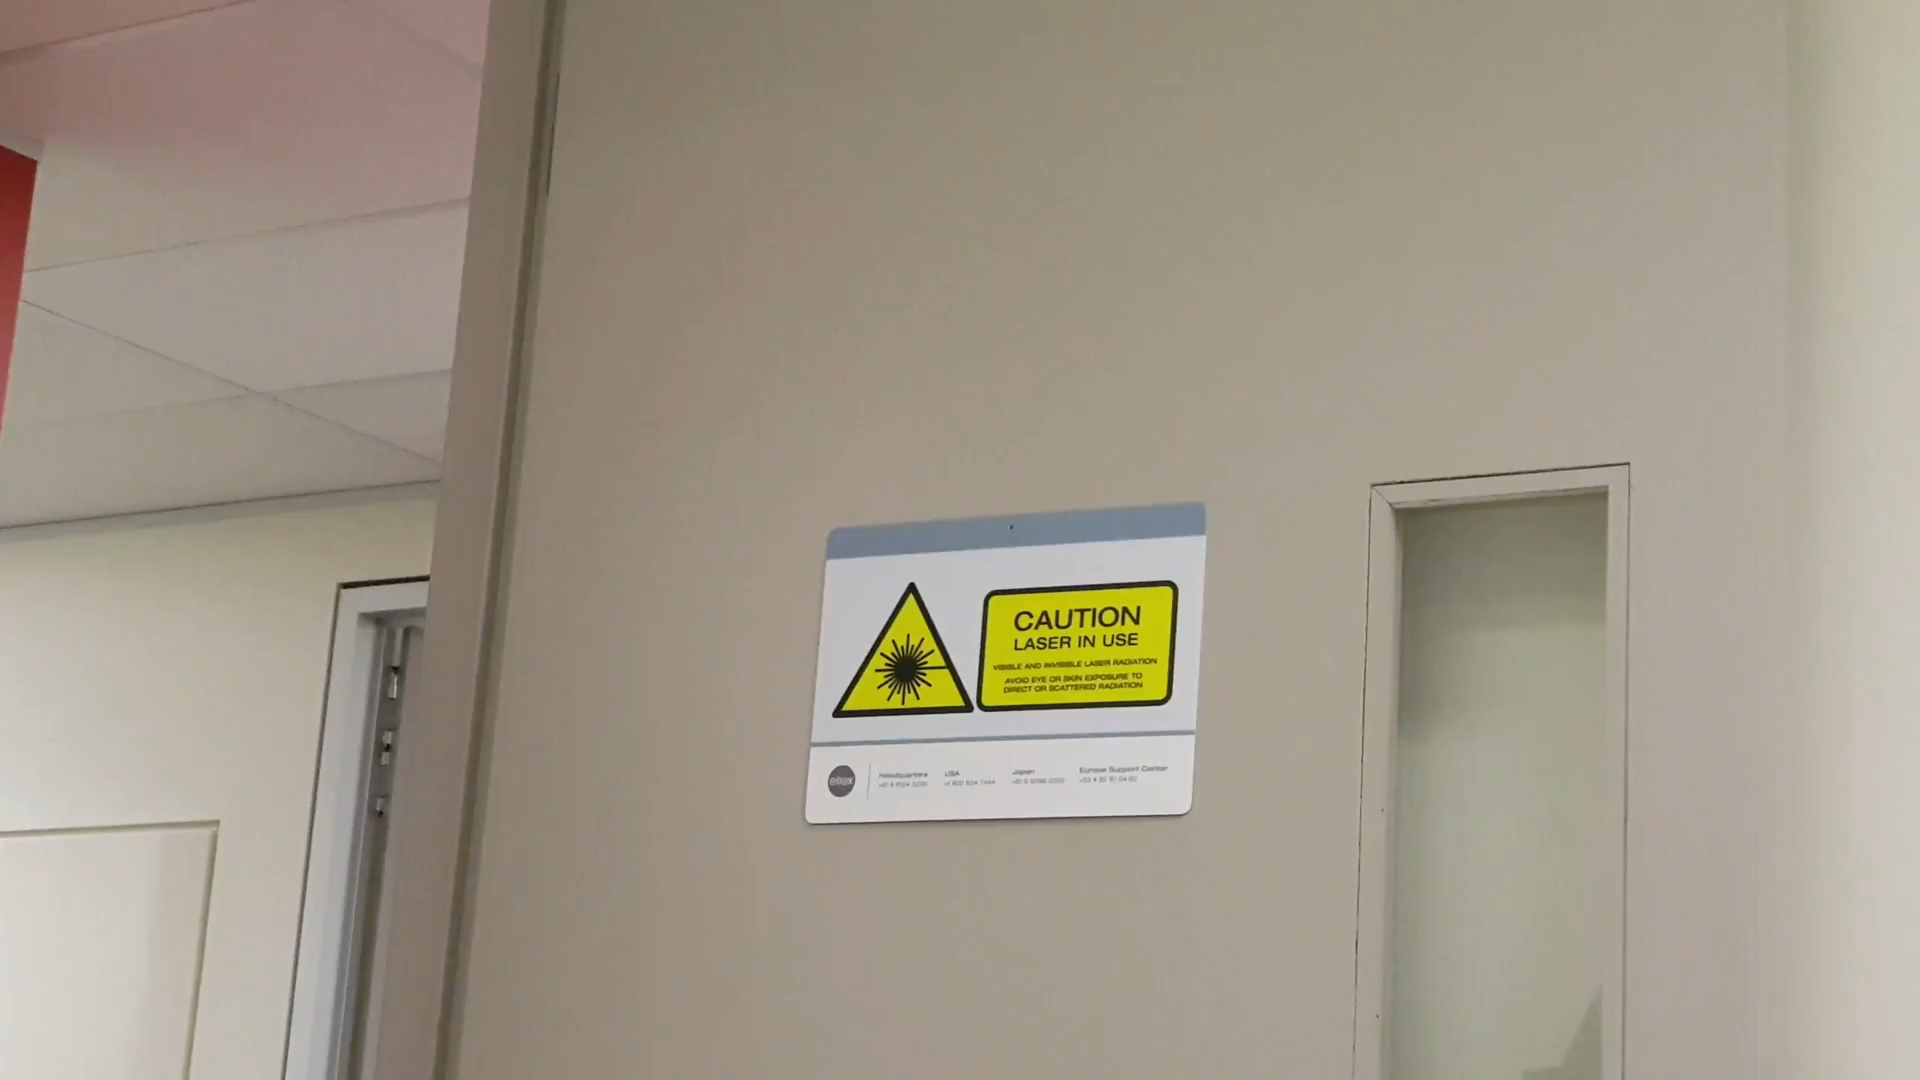 CAUTION
LASER IN USE
VISIBLE AND INVISIBLE LASER RADIATION
AVOID EYE OR SKIN EXPOSURE TO
DIRECT OR SCATTERED RADIATION
ellex
Headquarters USA Japan Europe Support Center